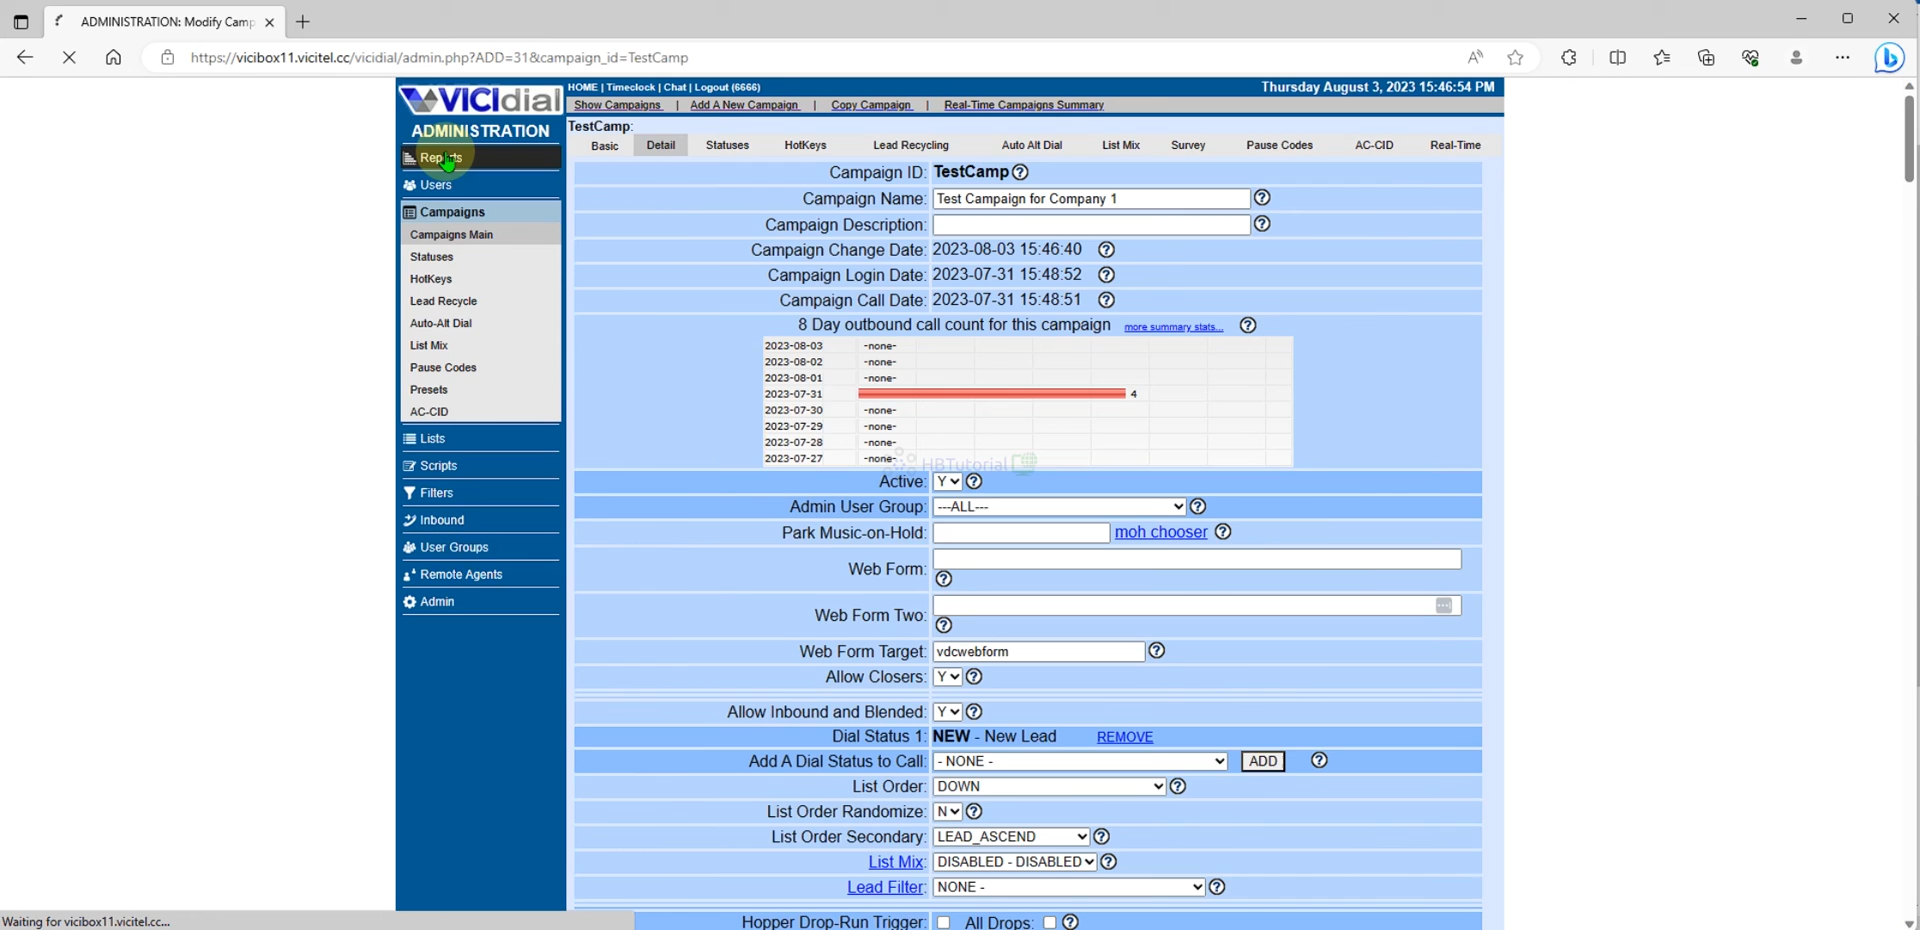 ADMINISTRATION: Modify Camp
https://vicibox11.vicitel.cc/vicidial/admin.php?ADD=31&campaign_id=TestCamp
VICIdial
HOME | Timeclock | Chat | Logout (6666)
Thursday August 3, 2023 15:46:54 PM
Show Campaigns | Add A New Campaign | Copy Campaign | Real-Time Campaigns Summary
ADMINISTRATION
Reports
Users
Campaigns
Campaigns Main
Statuses
HotKeys
Lead Recycle
Auto-Alt Dial
List Mix
Pause Codes
Presets
AC-CID
Lists
Scripts
Filters
Inbound
User Groups
Remote Agents
Admin
TestCamp:
Basic Detail Statuses HotKeys Lead Recycling Auto Alt Dial List Mix Survey Pause Codes AC-CID Real-Time
Campaign ID: TestCamp
Campaign Name: Test Campaign for Company 1
Campaign Description:
Campaign Change Date: 2023-08-03 15:46:40
Campaign Login Date: 2023-07-31 15:48:52
Campaign Call Date: 2023-07-31 15:48:51
8 Day outbound call count for this campaign more summary stats...
2023-08-03 -none-
2023-08-02 -none-
2023-08-01 -none-
2023-07-31 4
2023-07-30 -none-
2023-07-29 -none-
2023-07-28 -none-
2023-07-27 -none-
HBTutorial
Active: Y
Admin User Group: ---ALL---
Park Music-on-Hold: moh chooser
Web Form:
Web Form Two:
Web Form Target: vdcwebform
Allow Closers: Y
Allow Inbound and Blended: Y
Dial Status 1: NEW - New Lead REMOVE
Add A Dial Status to Call: - NONE - ADD
List Order: DOWN
List Order Randomize: N
List Order Secondary: LEAD_ASCEND
List Mix: DISABLED - DISABLED
Lead Filter: NONE -
Hopper Drop-Run Trigger: All Drops:
Waiting for vicibox11.vicitel.cc...